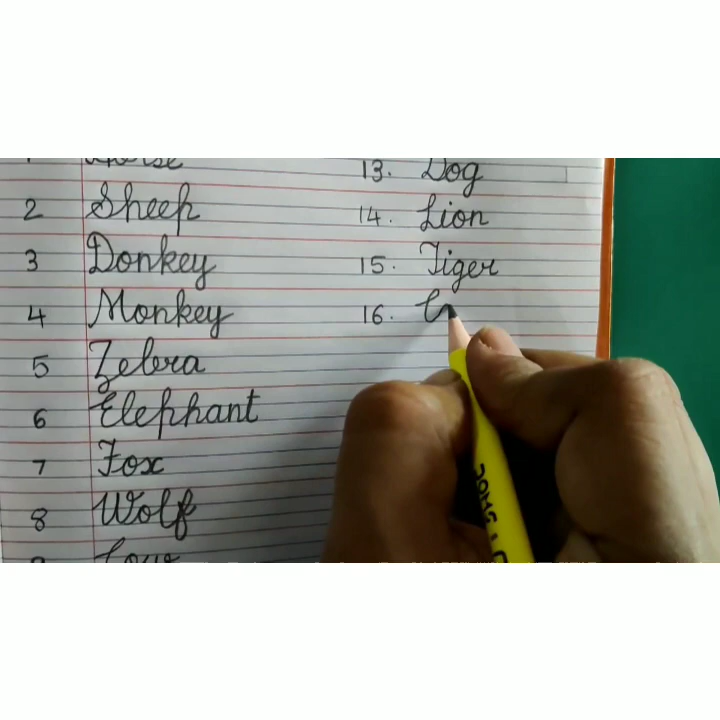 Horse
2 Sheep
3 Donkey
4 Monkey
5 Zebra
6 Elephant
7 Fox
8 Wolf
13. Dog
14. Lion
15. Tiger
16.